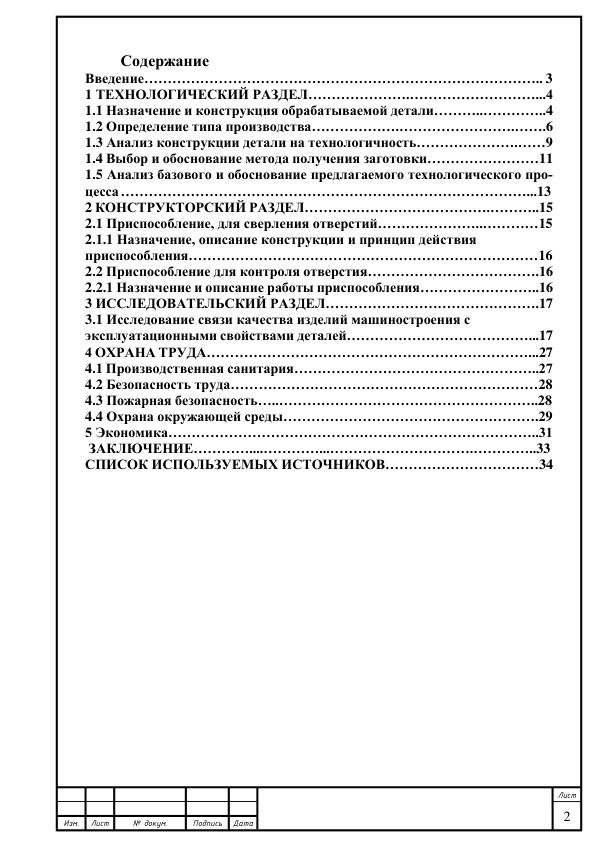 Содержание
Введение………………………………………………………………………….. 3
1 ТЕХНОЛОГИЧЕСКИЙ РАЗДЕЛ……………………….……………………...4
1.1 Назначение и конструкция обрабатываемой детали………...…………...4
1.2 Определение типа производства……………….…………………….……6
1.3 Анализ конструкции детали на технологичность………………….……9
1.4 Выбор и обоснование метода получения заготовки……………………11
1.5 Анализ базового и обоснование предлагаемого технологического про-
цесса……………………………………………………………………………...13
2 КОНСТРУКТОРСКИЙ РАЗДЕЛ………………………………….……….15
2.1 Приспособление, для сверления отверстий…………………...…………15
2.1.1 Назначение, описание конструкции и принцип действия
приспособления…………………………………………………………………16
2.2 Приспособление для контроля отверстия………………………………16
2.2.1 Назначение и описание работы приспособления…………………….16
3 ИССЛЕДОВАТЕЛЬСКИЙ РАЗДЕЛ………………………………………17
3.1 Исследование связи качества изделий машиностроения с
эксплуатационными свойствами деталей…………………………………...17
4 ОХРАНА ТРУДА……………………………………………………………...27
4.1 Производственная санитария……………………………………………..27
4.2 Безопасность труда…………………………………………………………28
4.3 Пожарная безопасность…..………………………………………………..28
4.4 Охрана окружающей среды………………………………………………29
5 Экономика…….………………………………………………………………..31
ЗАКЛЮЧЕНИЕ…………....…………...………………………….…………..33
СПИСОК ИСПОЛЬЗУЕМЫХ ИСТОЧНИКОВ……………………………34
Лист
2
Изм. Лист № докум. Подпись Дата